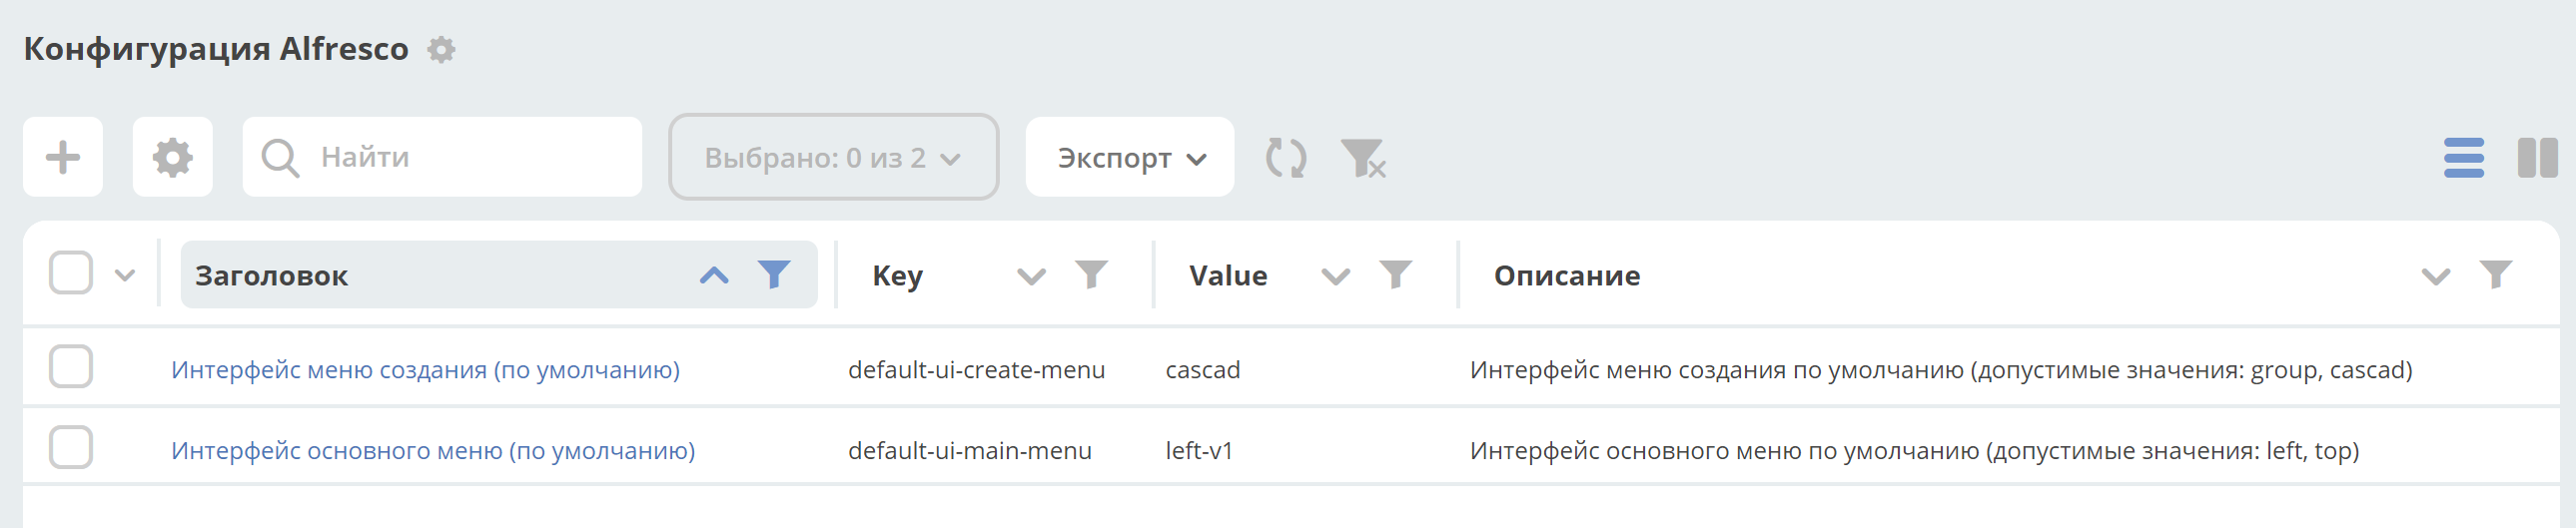 Конфигурация Alfresco
Найти Выбрано: 0 из 2 Экспорт
Заголовок Key Value Описание
Интерфейс меню создания (по умолчанию) default-ui-create-menu cascad Интерфейс меню создания по умолчанию (допустимые значения: group, cascad)
Интерфейс основного меню (по умолчанию) default-ui-main-menu left-v1 Интерфейс основного меню по умолчанию (допустимые значения: left, top)